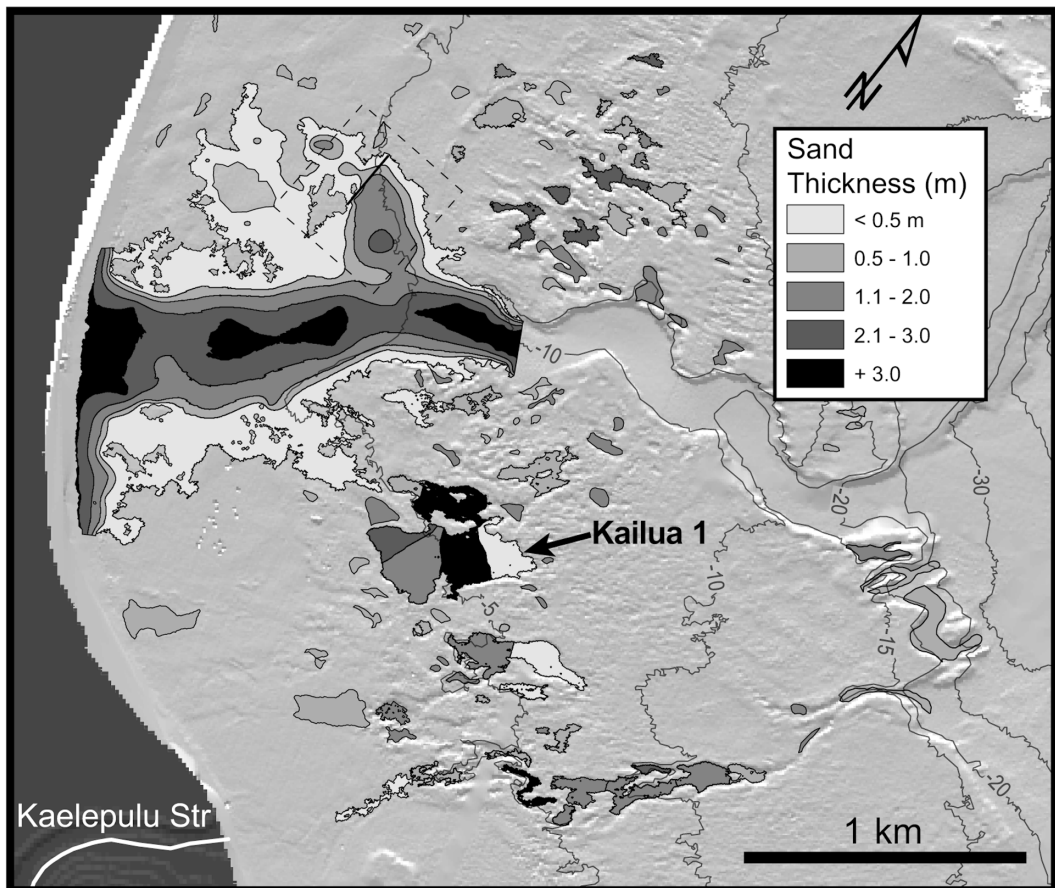 N
Sand
Thickness (m)
< 0.5 m
0.5 - 1.0
1.1 - 2.0
2.1 - 3.0
+ 3.0
-10
-20
-30
Kailua 1
-10
-5
-15
-20
Kaelepulu Str
1 km